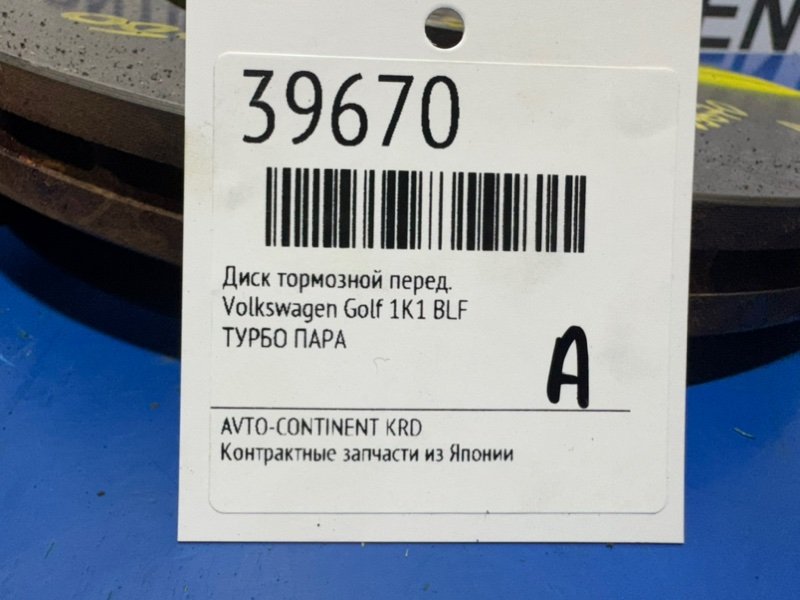 39670
Диск тормозной перед.
Volkswagen Golf 1K1 BLF
ТУРБО ПАРА
A
AVTO-CONTINENT KRD
Контрактные запчасти из Японии